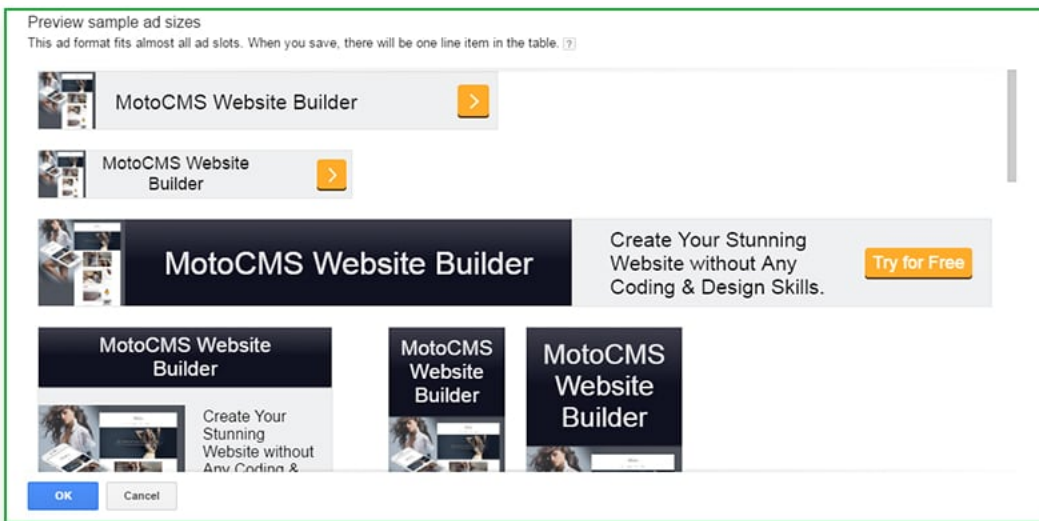 Preview sample ad sizes
This ad format fits almost all ad slots. When you save, there will be one line item in the table. [?]
MotoCMS Website Builder
MotoCMS Website
Builder
MotoCMS Website Builder
Create Your Stunning
Website without Any
Coding & Design Skills.
Try for Free
MotoCMS Website
Builder
Create Your
Stunning
Website without
Any Coding &
MotoCMS
Website
Builder
MotoCMS
Website
Builder
OK
Cancel